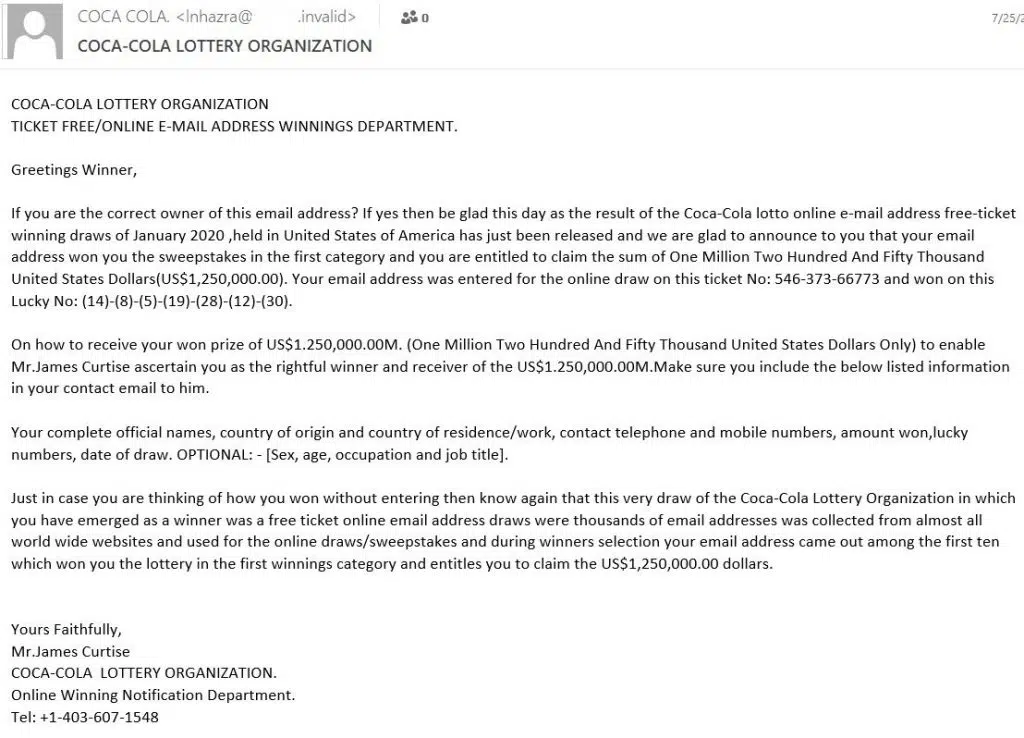 COCA COLA. <lnhazra@ .invalid> 0 7/25/2
COCA-COLA LOTTERY ORGANIZATION
COCA-COLA LOTTERY ORGANIZATION
TICKET FREE/ONLINE E-MAIL ADDRESS WINNINGS DEPARTMENT.
Greetings Winner,
If you are the correct owner of this email address? If yes then be glad this day as the result of the Coca-Cola lotto online e-mail address free-ticket
winning draws of January 2020 ,held in United States of America has just been released and we are glad to announce to you that your email
address won you the sweepstakes in the first category and you are entitled to claim the sum of One Million Two Hundred And Fifty Thousand
United States Dollars(US$1,250,000.00). Your email address was entered for the online draw on this ticket No: 546-373-66773 and won on this
Lucky No: (14)-(8)-(5)-(19)-(28)-(12)-(30).
On how to receive your won prize of US$1.250,000.00M. (One Million Two Hundred And Fifty Thousand United States Dollars Only) to enable
Mr.James Curtise ascertain you as the rightful winner and receiver of the US$1.250,000.00M.Make sure you include the below listed information
in your contact email to him.
Your complete official names, country of origin and country of residence/work, contact telephone and mobile numbers, amount won,lucky
numbers, date of draw. OPTIONAL: - [Sex, age, occupation and job title].
Just in case you are thinking of how you won without entering then know again that this very draw of the Coca-Cola Lottery Organization in which
you have emerged as a winner was a free ticket online email address draws were thousands of email addresses was collected from almost all
world wide websites and used for the online draws/sweepstakes and during winners selection your email address came out among the first ten
which won you the lottery in the first winnings category and entitles you to claim the US$1,250,000.00 dollars.
Yours Faithfully,
Mr.James Curtise
COCA-COLA  LOTTERY ORGANIZATION.
Online Winning Notification Department.
Tel: +1-403-607-1548